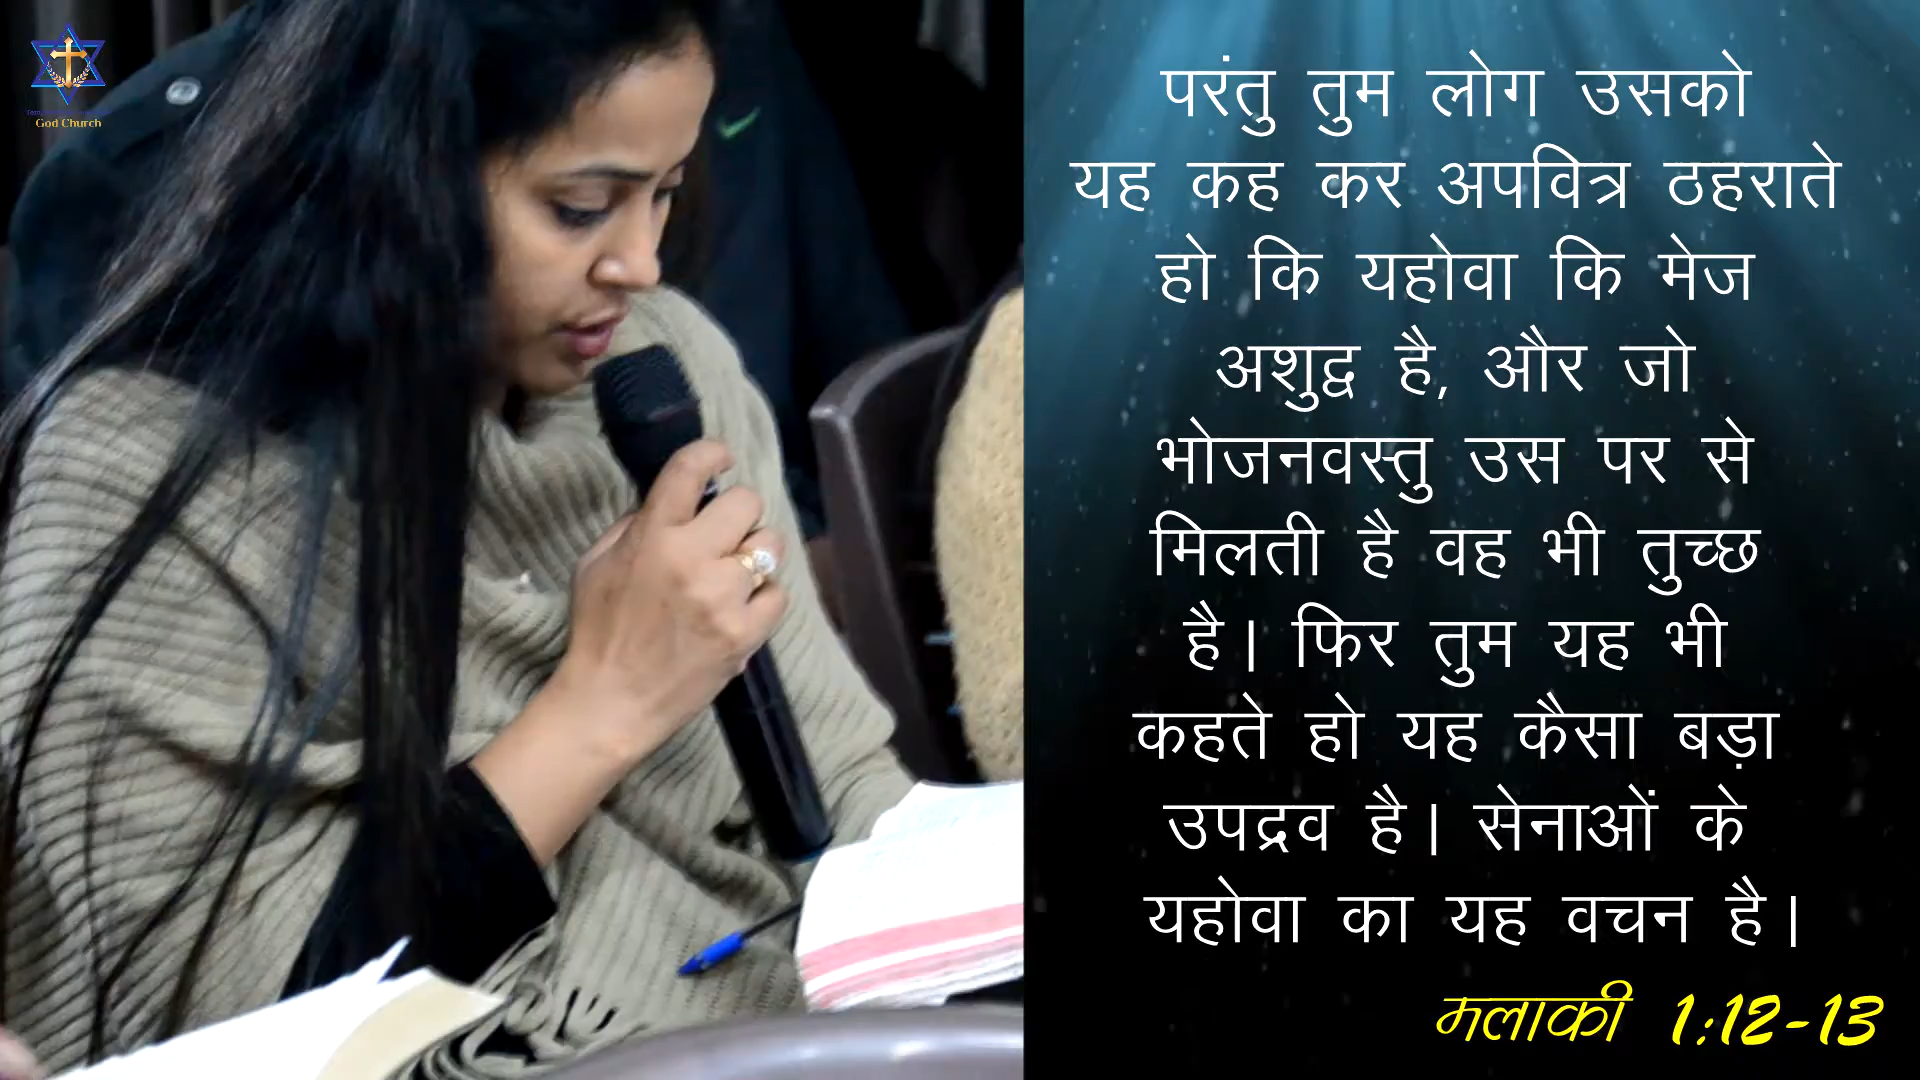 God Church
परंतु तुम लोग उसको
यह कह कर अपवित्र ठहराते
हो कि यहोवा कि मेज
अशुद्व है, और जो
भोजनवस्तु उस पर से
मिलती है वह भी तुच्छ
है। फिर तुम यह भी
कहते हो यह कैसा बड़ा
उपद्रव है। सेनाओं के
यहोवा का यह वचन है।
मलाकी 1:12-13